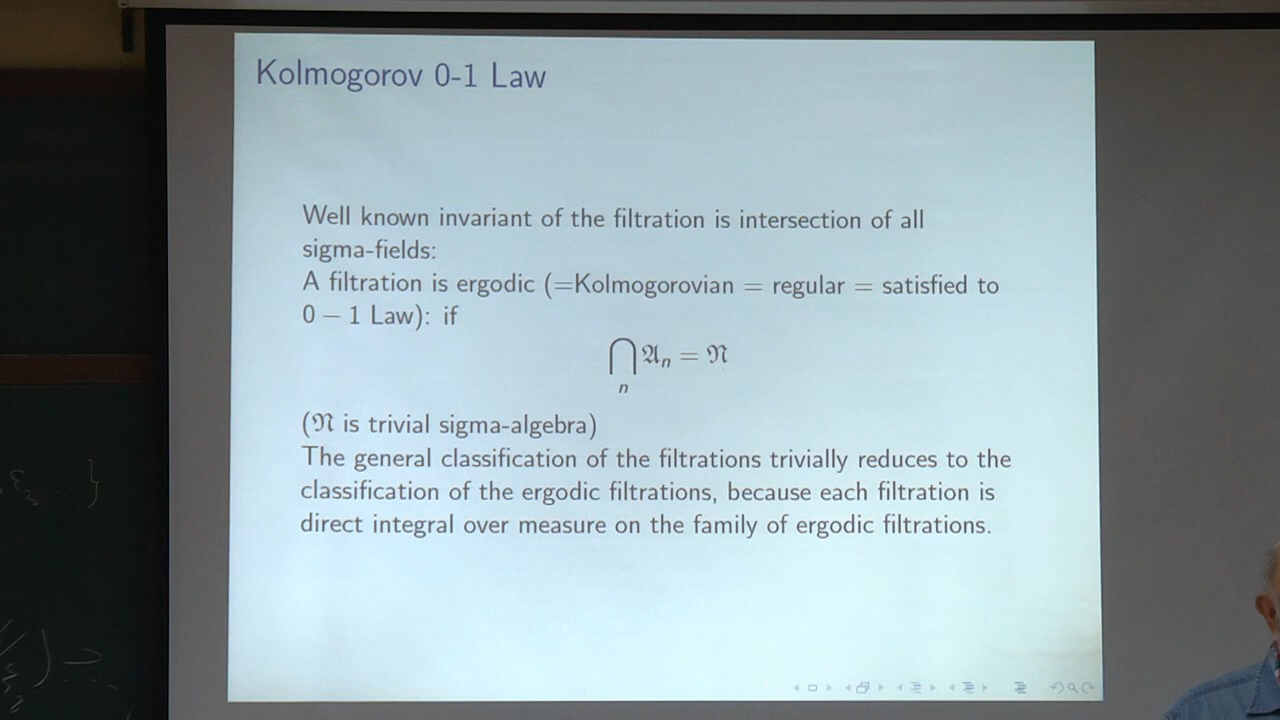 Kolmogorov 0-1 Law
Well known invariant of the filtration is intersection of all
sigma-fields:
A filtration is ergodic (=Kolmogorovian = regular = satisfied to
0 − 1 Law): if
⋂ 𝔄ₙ = 𝔑
n
(𝔑 is trivial sigma-algebra)
The general classification of the filtrations trivially reduces to the
classification of the ergodic filtrations, because each filtration is
direct integral over measure on the family of ergodic filtrations.